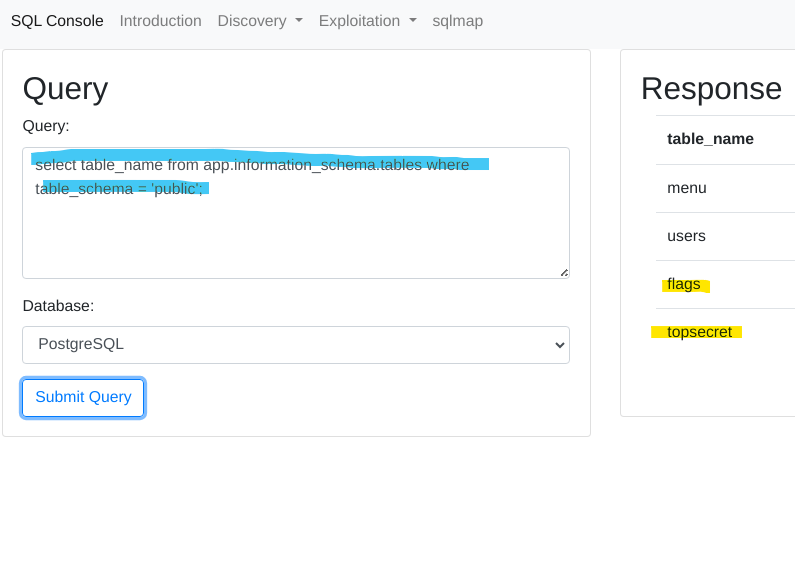 SQL Console Introduction Discovery Exploitation sqlmap
Query
Query:
select table_name from app.information_schema.tables where
table_schema = 'public';
Database:
PostgreSQL
Submit Query
Response
table_name
menu
users
flags
topsecret